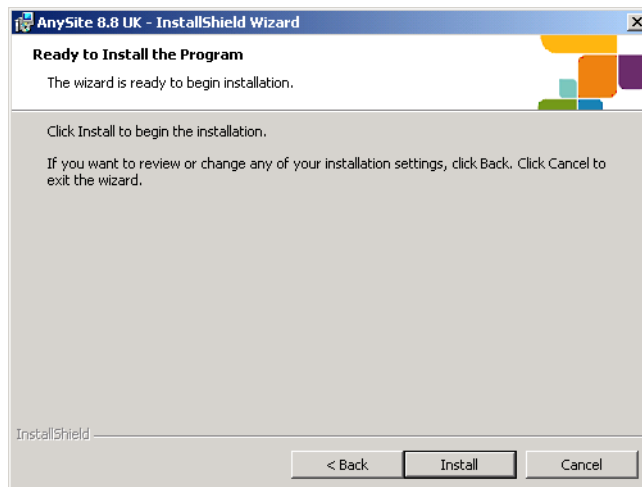 AnySite 8.8 UK - InstallShield Wizard
Ready to Install the Program
The wizard is ready to begin installation.
Click Install to begin the installation.
If you want to review or change any of your installation settings, click Back. Click Cancel to
exit the wizard.
InstallShield
< Back Install Cancel